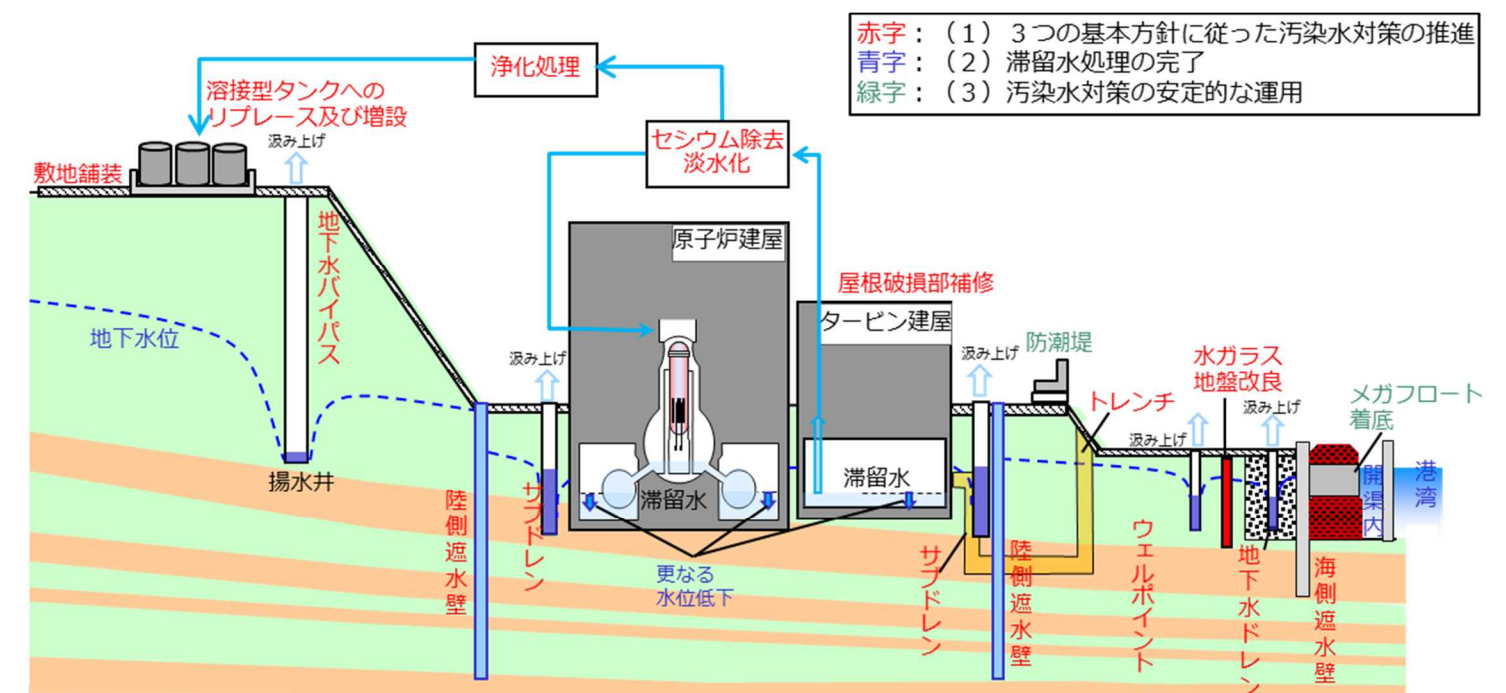 赤字：（１）３つの基本方針に従った汚染水対策の推進
青字：（２）滞留水処理の完了
緑字：（３）汚染水対策の安定的な運用
浄化処理
溶接型タンクへの
リプレース及び増設
汲み上げ
セシウム除去
淡水化
敷地舗装
地下水バイパス
原子炉建屋
屋根破損部補修
タービン建屋
地下水位
汲み上げ
汲み上げ
防潮堤
水ガラス
地盤改良
メガフロート
着底
トレンチ
汲み上げ
汲み上げ
揚水井
滞留水
滞留水
開渠内
港湾
陸側遮水壁
サブドレン
更なる
水位低下
サブドレン
陸側遮水壁
ウェルポイント
地下水ドレン
海側遮水壁